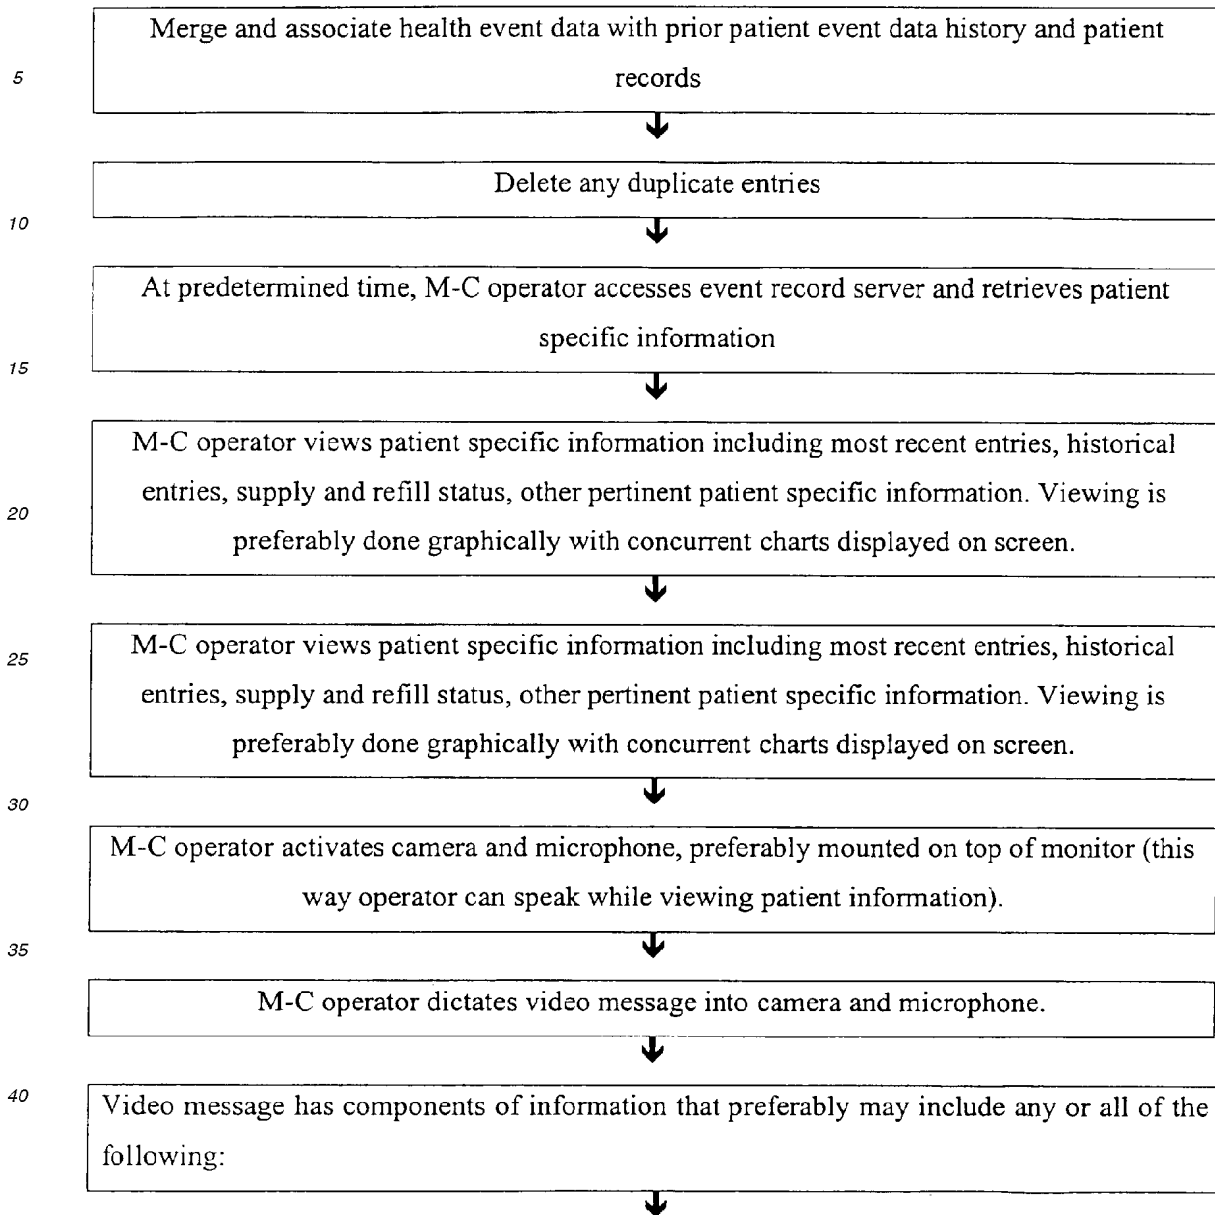 Merge and associate health event data with prior patient event data history and patient
5
records
Delete any duplicate entries
10
At predetermined time, M-C operator accesses event record server and retrieves patient
specific information
15
M-C operator views patient specific information including most recent entries, historical
entries, supply and refill status, other pertinent patient specific information. Viewing is
20
preferably done graphically with concurrent charts displayed on screen.
M-C operator views patient specific information including most recent entries, historical
25
entries, supply and refill status, other pertinent patient specific information. Viewing is
preferably done graphically with concurrent charts displayed on screen.
30
M-C operator activates camera and microphone, preferably mounted on top of monitor (this
way operator can speak while viewing patient information).
35
M-C operator dictates video message into camera and microphone.
40
Video message has components of information that preferably may include any or all of the
following: